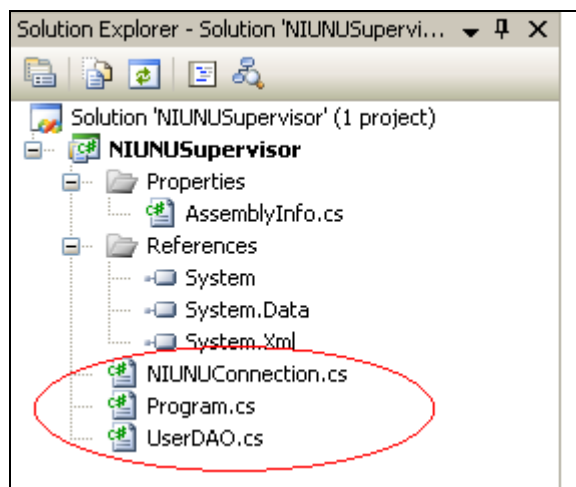 Solution Explorer - Solution 'NIUNUSupervi...
Solution 'NIUNUSupervisor' (1 project)
NIUNUSupervisor
Properties
AssemblyInfo.cs
References
System
System.Data
System.Xml
NIUNUConnection.cs
Program.cs
UserDAO.cs